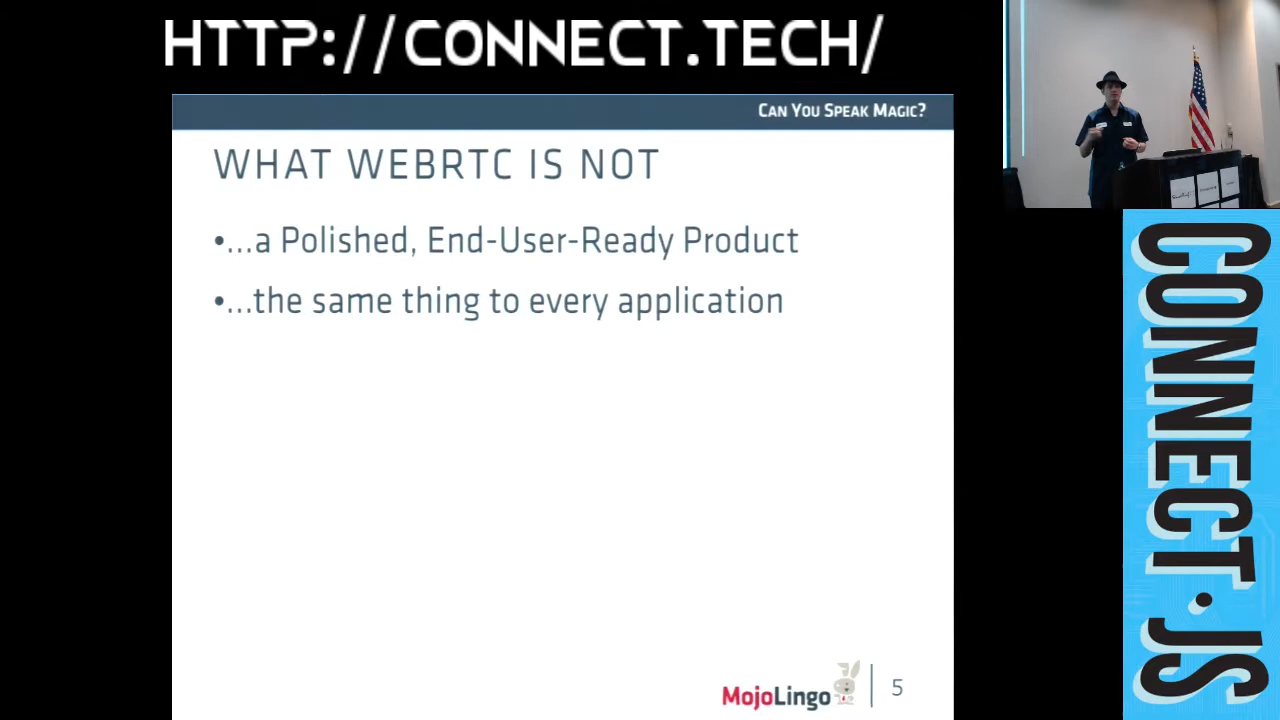 HTTP://CONNECT.TECH/
CAN YOU SPEAK MAGIC?
WHAT WEBRTC IS NOT
•...a Polished, End-User-Ready Product
•...the same thing to every application
MojoLingo
5
CONNECT·JS